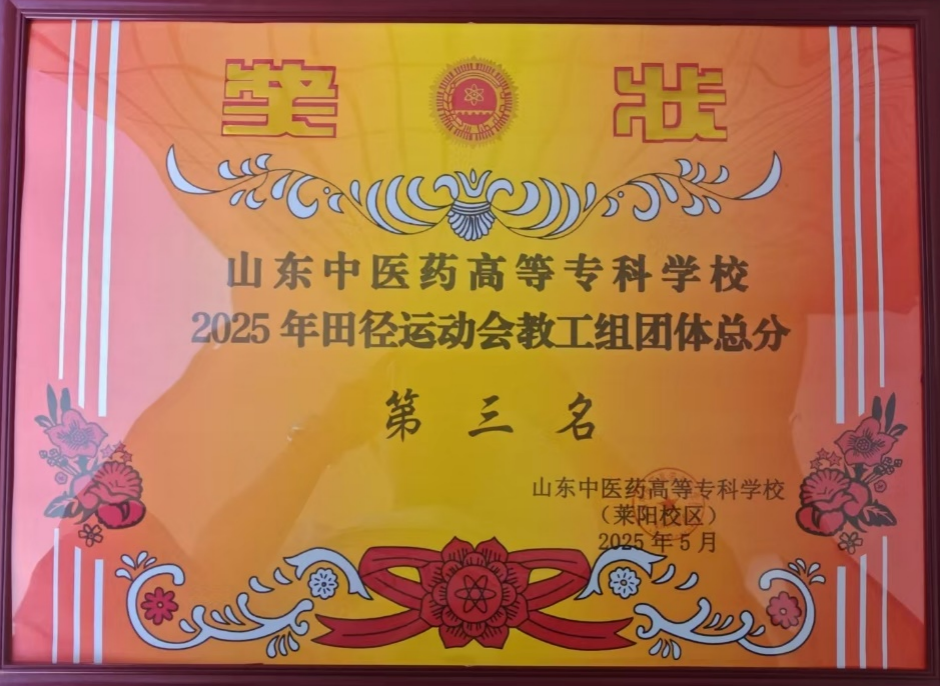 奖 状
山东中医药高等专科学校
2025年田径运动会教工组团体总分
第三名
山东中医药高等专科学校
（莱阳校区）
2025年5月